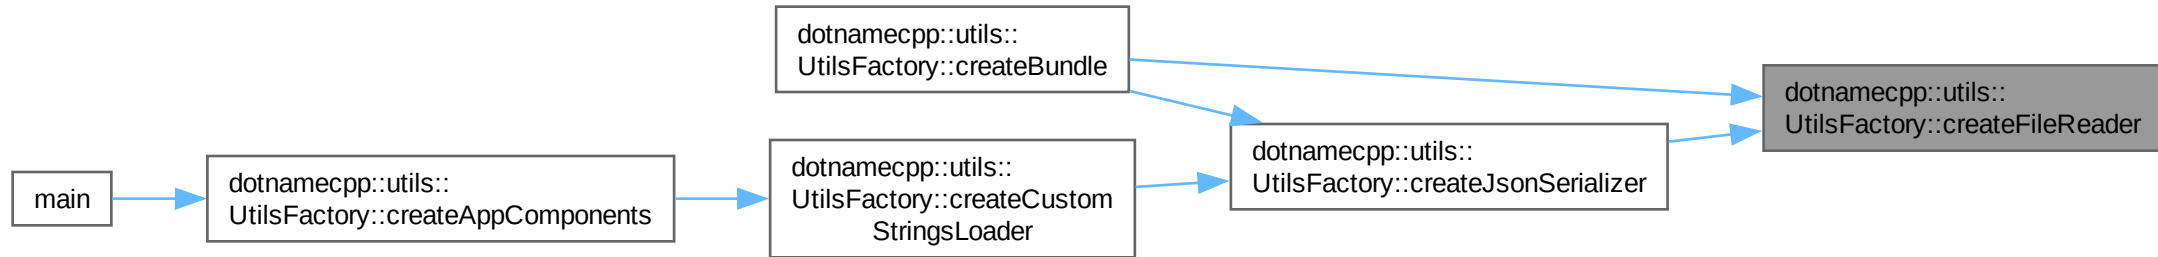 main
dotnamecpp::utils::
UtilsFactory::createAppComponents
dotnamecpp::utils::
UtilsFactory::createBundle
dotnamecpp::utils::
UtilsFactory::createCustom
StringsLoader
dotnamecpp::utils::
UtilsFactory::createJsonSerializer
dotnamecpp::utils::
UtilsFactory::createFileReader